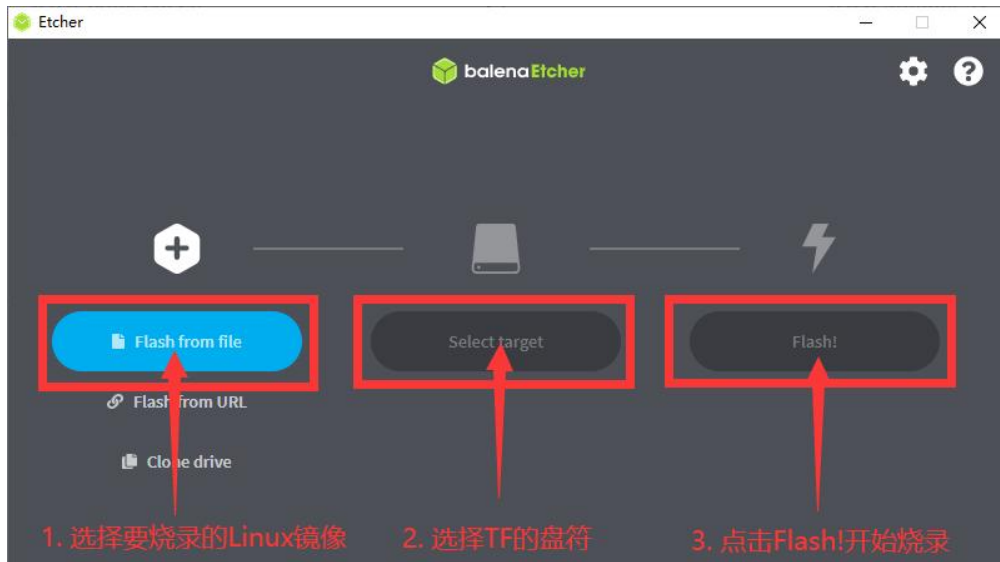 Etcher
balenaEtcher
Flash from file
Select target
Flash!
Flash from URL
Clone drive
1. 选择要烧录的Linux镜像
2. 选择TF的盘符
3. 点击Flash!开始烧录